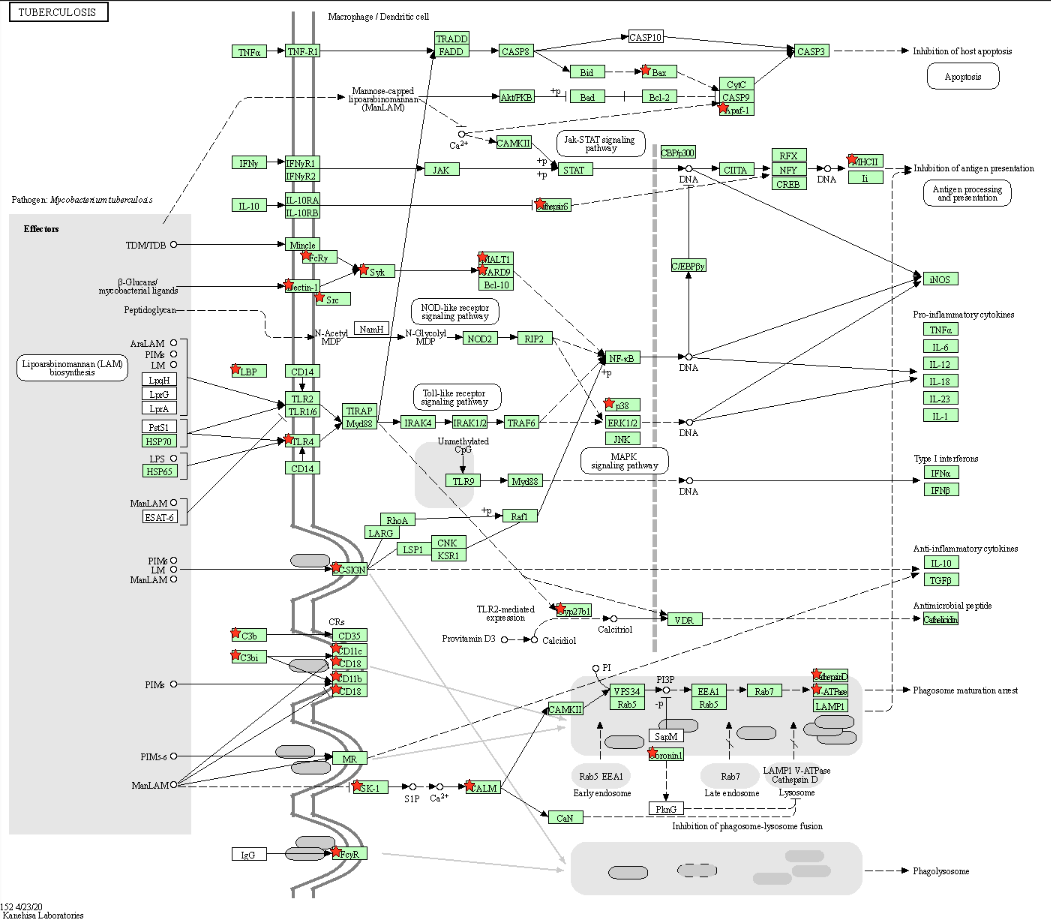 TUBERCULOSIS
Macrophage / Dendritic cell
TNFα
TNF-R1
TRADD
FADD
CASP8
CASP10
CASP3
Inhibition of host apoptosis
Apoptosis
Bid
Bax
CytC
CASP9
Apaf-1
Mannose-capped
lipoarabinomannan
(ManLAM)
Akt/PKB
+p
Bad
Bcl-2
Ca2+
CAMKII
Jak-STAT signaling
pathway
IFNγ
IFNγR1
IFNγR2
JAK
+p
+p
STAT
CBP/p300
DNA
CIITA
RFX
NFY
CREB
DNA
MHCII
Ii
Inhibition of antigen presentation
Antigen processing
and presentation
Pathogen: Mycobacterium tuberculosis
IL-10
IL-10RA
IL-10RB
Effectors
TDM/TDB
Mincle
FcRγ
Syk
MALT1
CARD9
Bcl-10
C/EBPβγ
iNOS
β-Glucans/
mycobacterial ligands
Dectin-1
Src
Peptidoglycan
N-Acetyl
MDP
NamH
N-Glycolyl
MDP
NOD-like receptor
signaling pathway
NOD2
RIP2
NF-κB
+p
DNA
Pro-inflammatory cytokines
TNFα
IL-6
IL-12
IL-18
IL-23
IL-1
AraLAM
PIMs
LM
Lipoarabinomannan (LAM)
biosynthesis
LpqH
LprG
LprA
LBP
CD14
TLR2
TLR1/6
TIRAP
Myd88
Toll-like receptor
signaling pathway
IRAK4
IRAK1/2
TRAF6
p38
ERK1/2
JNK
DNA
MAPK
signaling pathway
PstS1
HSP70
TLR4
LPS
HSP65
CD14
Unmethylated
CpG
TLR9
Myd88
DNA
Type I interferons
IFNα
IFNβ
ManLAM
ESAT-6
RhoA
LARG
+p
Raf1
LSP1
CNK
KSR1
PIMs
LM
ManLAM
DC-SIGN
Anti-inflammatory cytokines
IL-10
TGFβ
TLR2-mediated
expression
Cyp27b1
Provitamin D3
Calcidiol
Calcitriol
VDR
Antimicrobial peptide
Cathelicidin
CRs
C3b
CD35
C3bi
CD11c
CD18
PIMs
CD11b
CD18
PI
PI3P
VPS34
Rab5
-p
EEA1
Rab5
Rab7
CathepsinD
LAMP1
Phagosome maturation arrest
CAMKII
SapM
Coronin1
PIMs-6
MR
Rab5 EEA1
Early endosome
Rab7
Late endosome
LAMP1 V-ATPase
Cathepsin D
Lysosome
ManLAM
SK-1
S1P
Ca2+
CALM
PknG
CaN
Inhibition of phagosome-lysosome fusion
IgG
FcγR
Phagolysosome
152 4/23/20
Kanehisa Laboratories